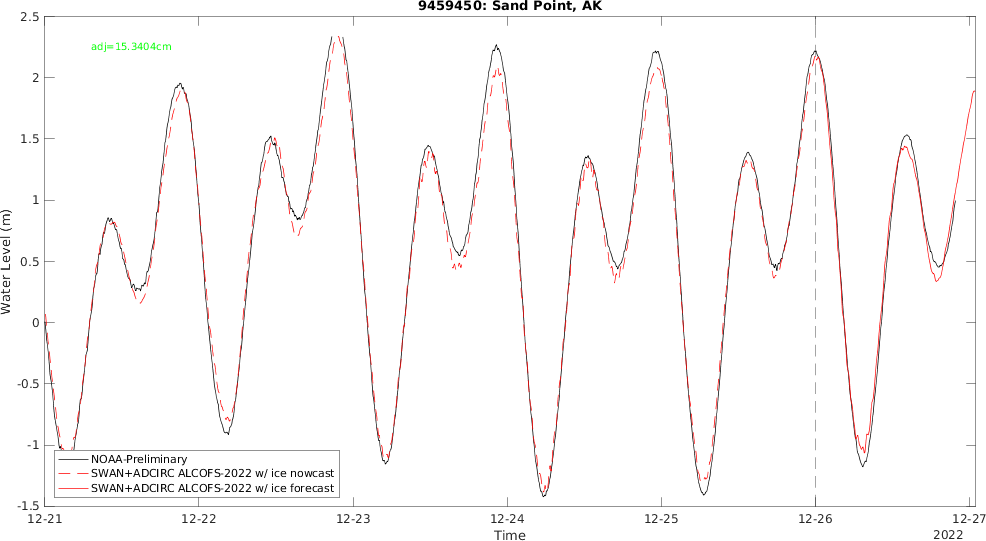 9459450: Sand Point, AK
adj=15.3404cm
2.5
2
1.5
1
0.5
0
-0.5
-1
-1.5
Water Level (m)
NOAA-Preliminary
SWAN+ADCIRC ALCOFS-2022 w/ ice nowcast
SWAN+ADCIRC ALCOFS-2022 w/ ice forecast
12-21 12-22 12-23 12-24 12-25 12-26 12-27
Time
2022